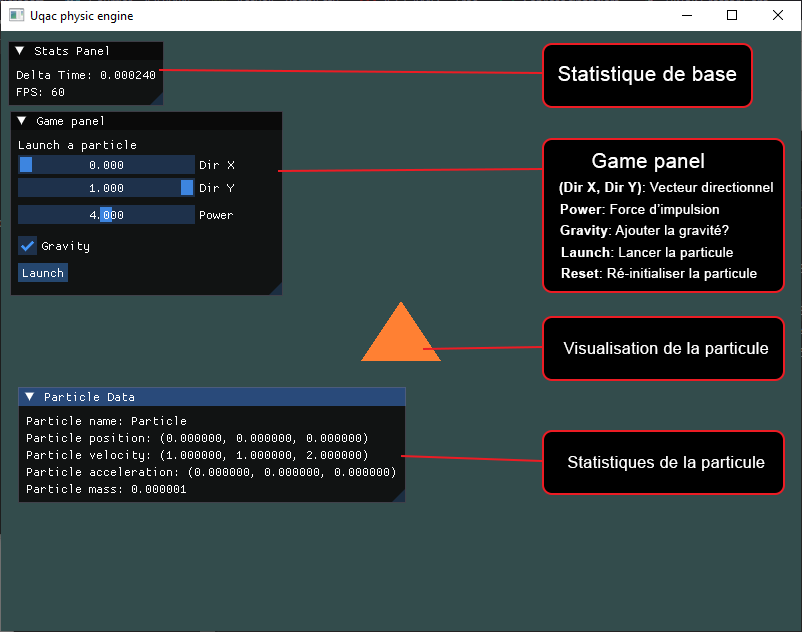 Uqac physic engine
Stats Panel
Delta Time: 0.000240
FPS: 60
Statistique de base
Game panel
Launch a particle
0.000 Dir X
1.000 Dir Y
4.000 Power
Gravity
Launch
Game panel
(Dir X, Dir Y): Vecteur directionnel
Power: Force d'impulsion
Gravity: Ajouter la gravité?
Launch: Lancer la particule
Reset: Ré-initialiser la particule
Visualisation de la particule
Particle Data
Particle name: Particle
Particle position: (0.000000, 0.000000, 0.000000)
Particle velocity: (1.000000, 1.000000, 2.000000)
Particle acceleration: (0.000000, 0.000000, 0.000000)
Particle mass: 0.000001
Statistiques de la particule